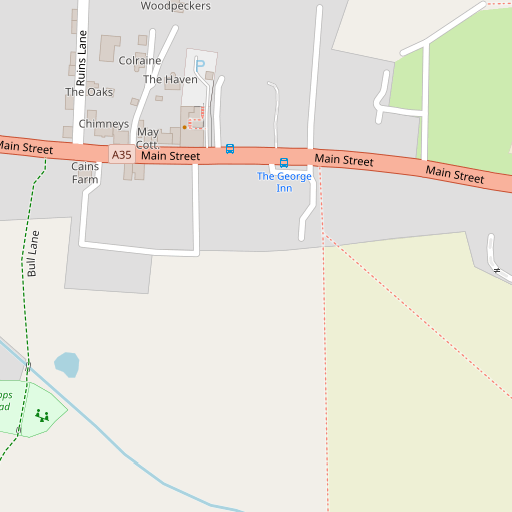 Woodpeckers
Ruins Lane
Colraine
P
The Haven
The Oaks
Chimneys
May
Cott.
Main Street
A35
Main Street
Main Street
Main Street
Cains
Farm
The George
Inn
Bull Lane